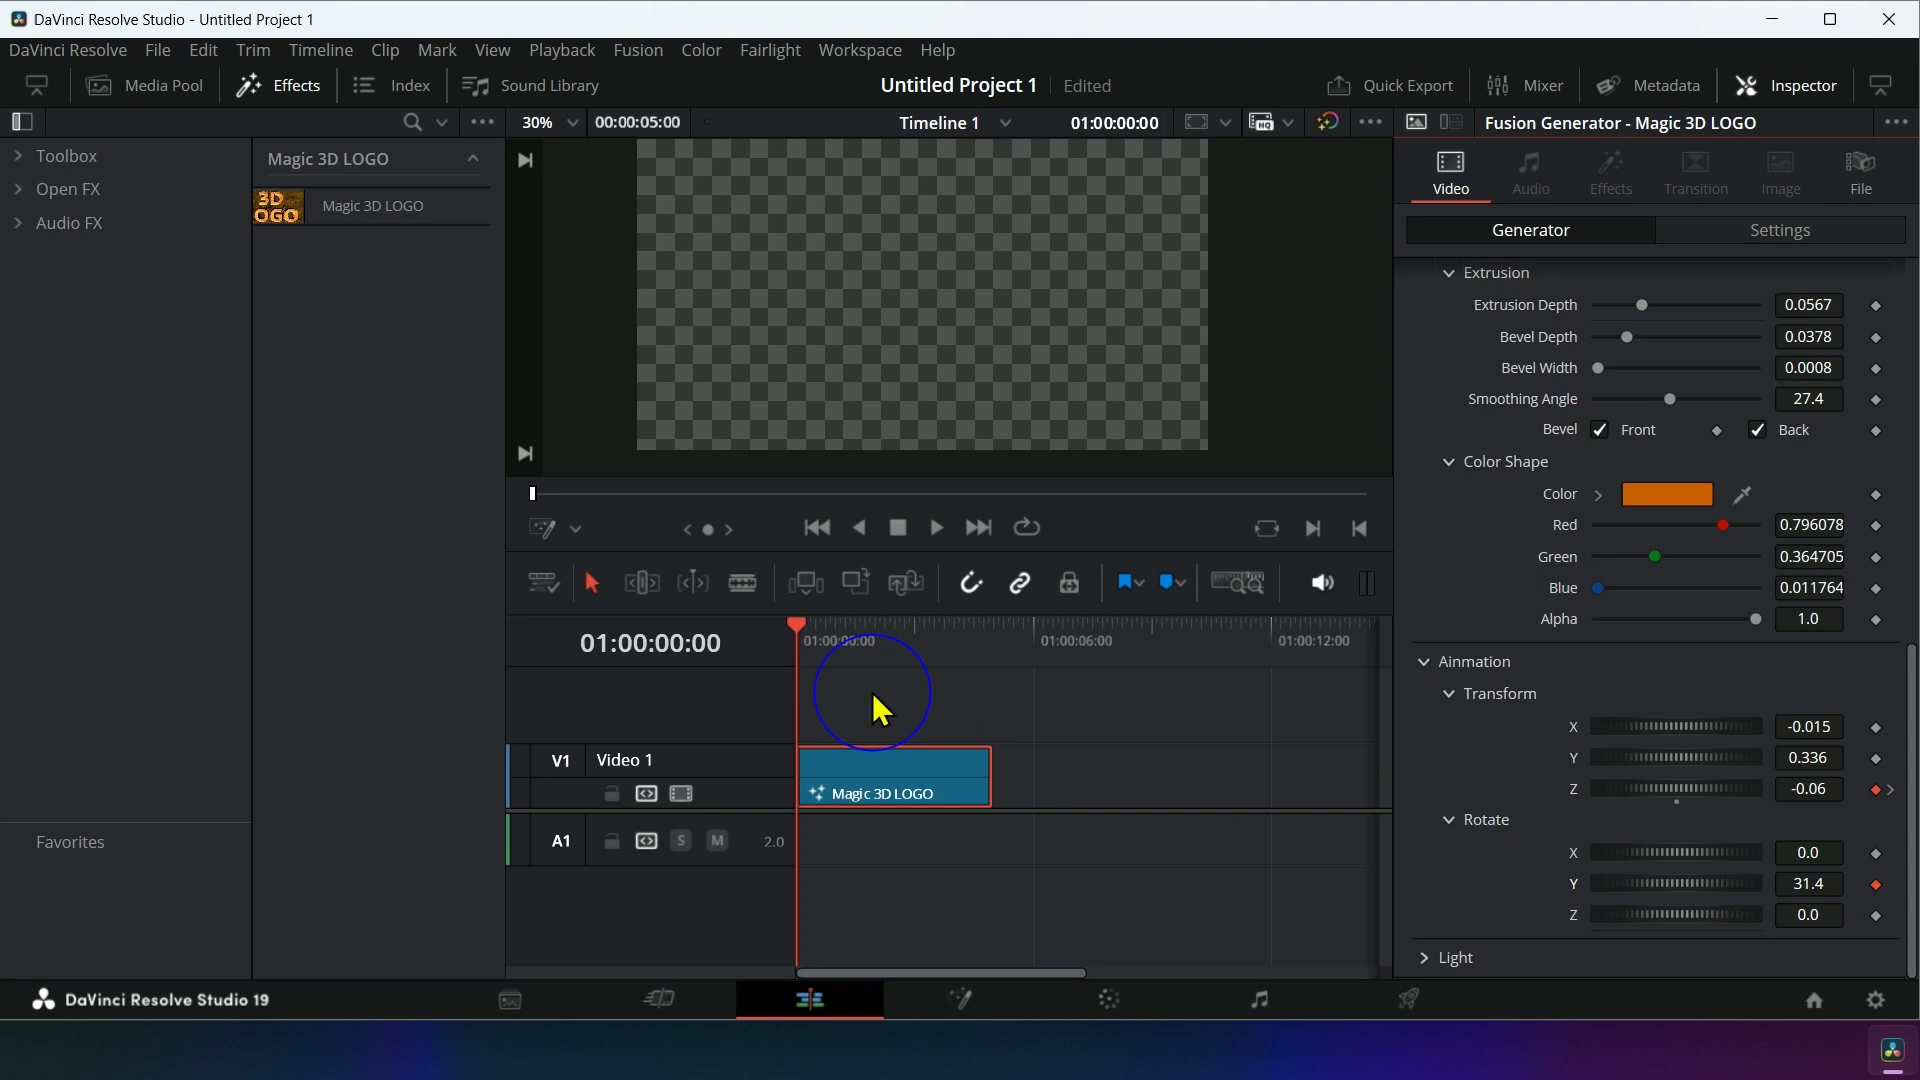 DaVinci Resolve Studio - Untitled Project 1
DaVinci Resolve File Edit Trim Timeline Clip Mark View Playback Fusion Color Fairlight Workspace Help
Media Pool Effects Index Sound Library Untitled Project 1 Edited Quick Export Mixer Metadata Inspector
30% 00:00:05:00 Timeline 1 01:00:00:00 HQ Fusion Generator - Magic 3D LOGO
Toolbox
Open FX
Audio FX
Magic 3D LOGO
3D
OGO
Magic 3D LOGO
Favorites
Video Audio Effects Transition Image File
Generator Settings
Extrusion
Extrusion Depth 0.0567
Bevel Depth 0.0378
Bevel Width 0.0008
Smoothing Angle 27.4
Bevel Front Back
Color Shape
Color
Red 0.796078
Green 0.364705
Blue 0.011764
Alpha 1.0
Ainmation
Transform
X -0.015
Y 0.336
Z -0.06
Rotate
X 0.0
Y 31.4
Z 0.0
Light
01:00:00:00 01:00:00:00 01:00:06:00 01:00:12:00
V1 Video 1
Magic 3D LOGO
A1 S M 2.0
DaVinci Resolve Studio 19